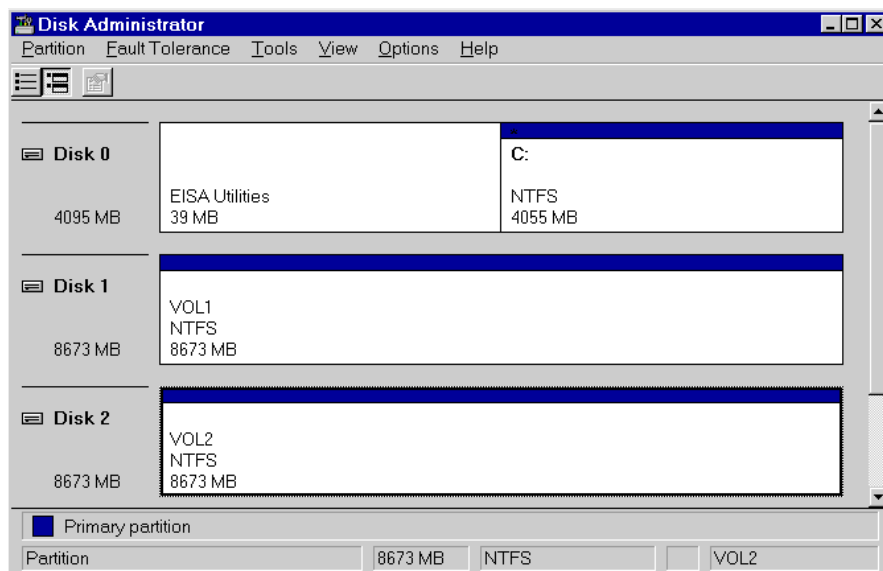 Disk Administrator
Partition Fault Tolerance Tools View Options Help
Disk 0
4095 MB
EISA Utilities
39 MB
C:
NTFS
4055 MB
Disk 1
8673 MB
VOL1
NTFS
8673 MB
Disk 2
8673 MB
VOL2
NTFS
8673 MB
Primary partition
Partition 8673 MB NTFS VOL2